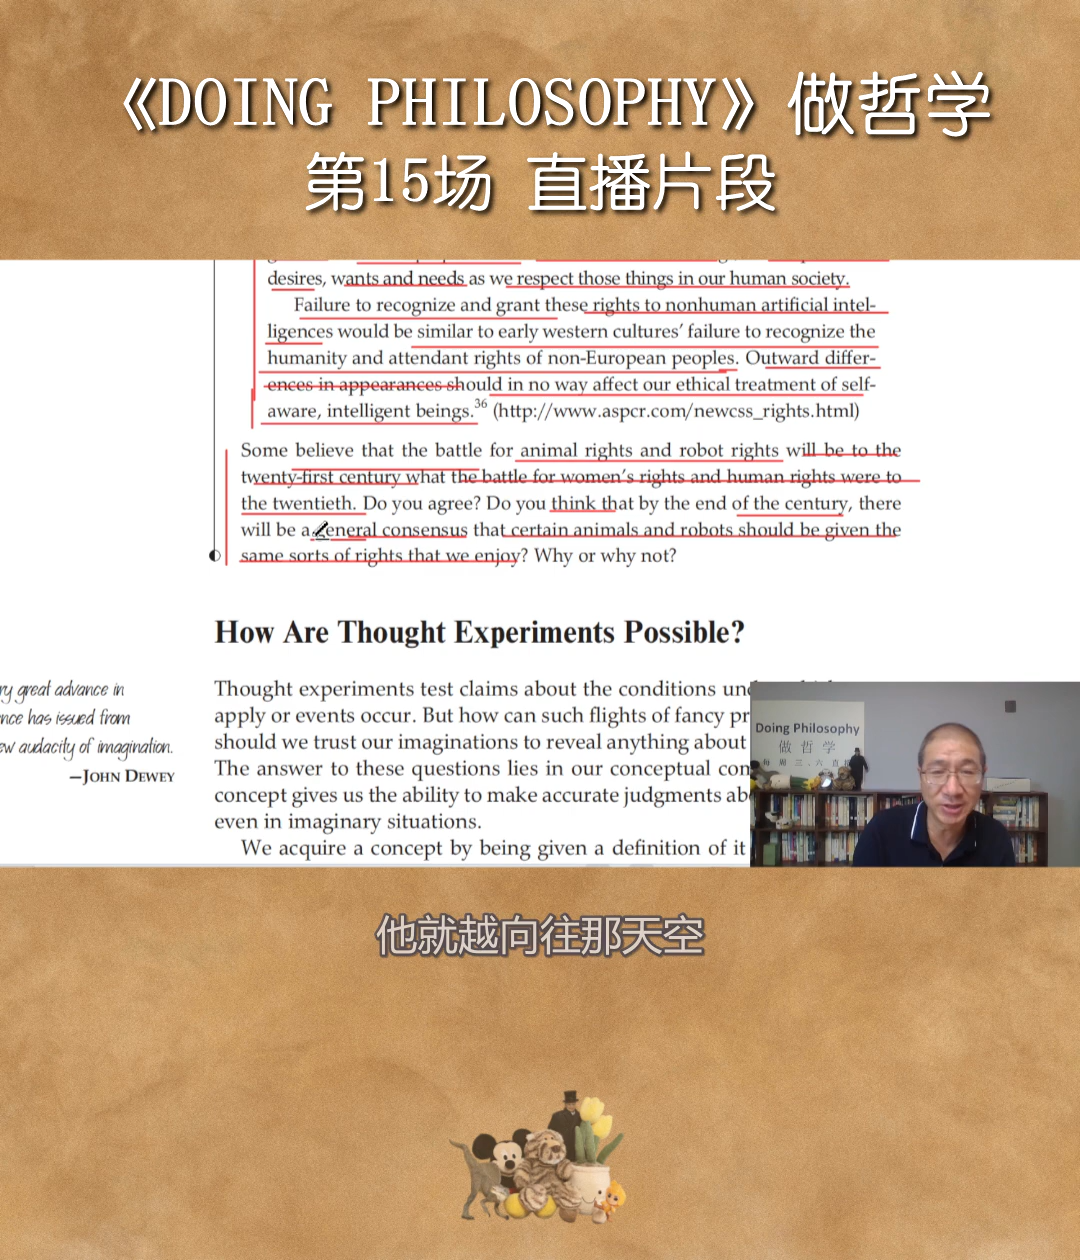 《DOING PHILOSOPHY》做哲学
第15场 直播片段
desires, wants and needs as we respect those things in our human society.
Failure to recognize and grant these rights to nonhuman artificial intel-
ligences would be similar to early western cultures’ failure to recognize the
humanity and attendant rights of non-European peoples. Outward differ-
ences in appearances should in no way affect our ethical treatment of self-
aware, intelligent beings.36 (http://www.aspcr.com/newcss_rights.html)
Some believe that the battle for animal rights and robot rights will be to the
twenty-first century what the battle for women’s rights and human rights were to
the twentieth. Do you agree? Do you think that by the end of the century, there
will be a general consensus that certain animals and robots should be given the
same sorts of rights that we enjoy? Why or why not?
How Are Thought Experiments Possible?
ry great advance in
nce has issued from
ew audacity of imagination.
—JOHN DEWEY
Thought experiments test claims about the conditions
apply or events occur. But how can such flights of fancy
should we trust our imaginations to reveal anything about
The answer to these questions lies in our conceptual
concept gives us the ability to make accurate judgments
even in imaginary situations.
We acquire a concept by being given a definition of it
Doing Philosophy
做哲学
每周三、六直
他就越向往那天空